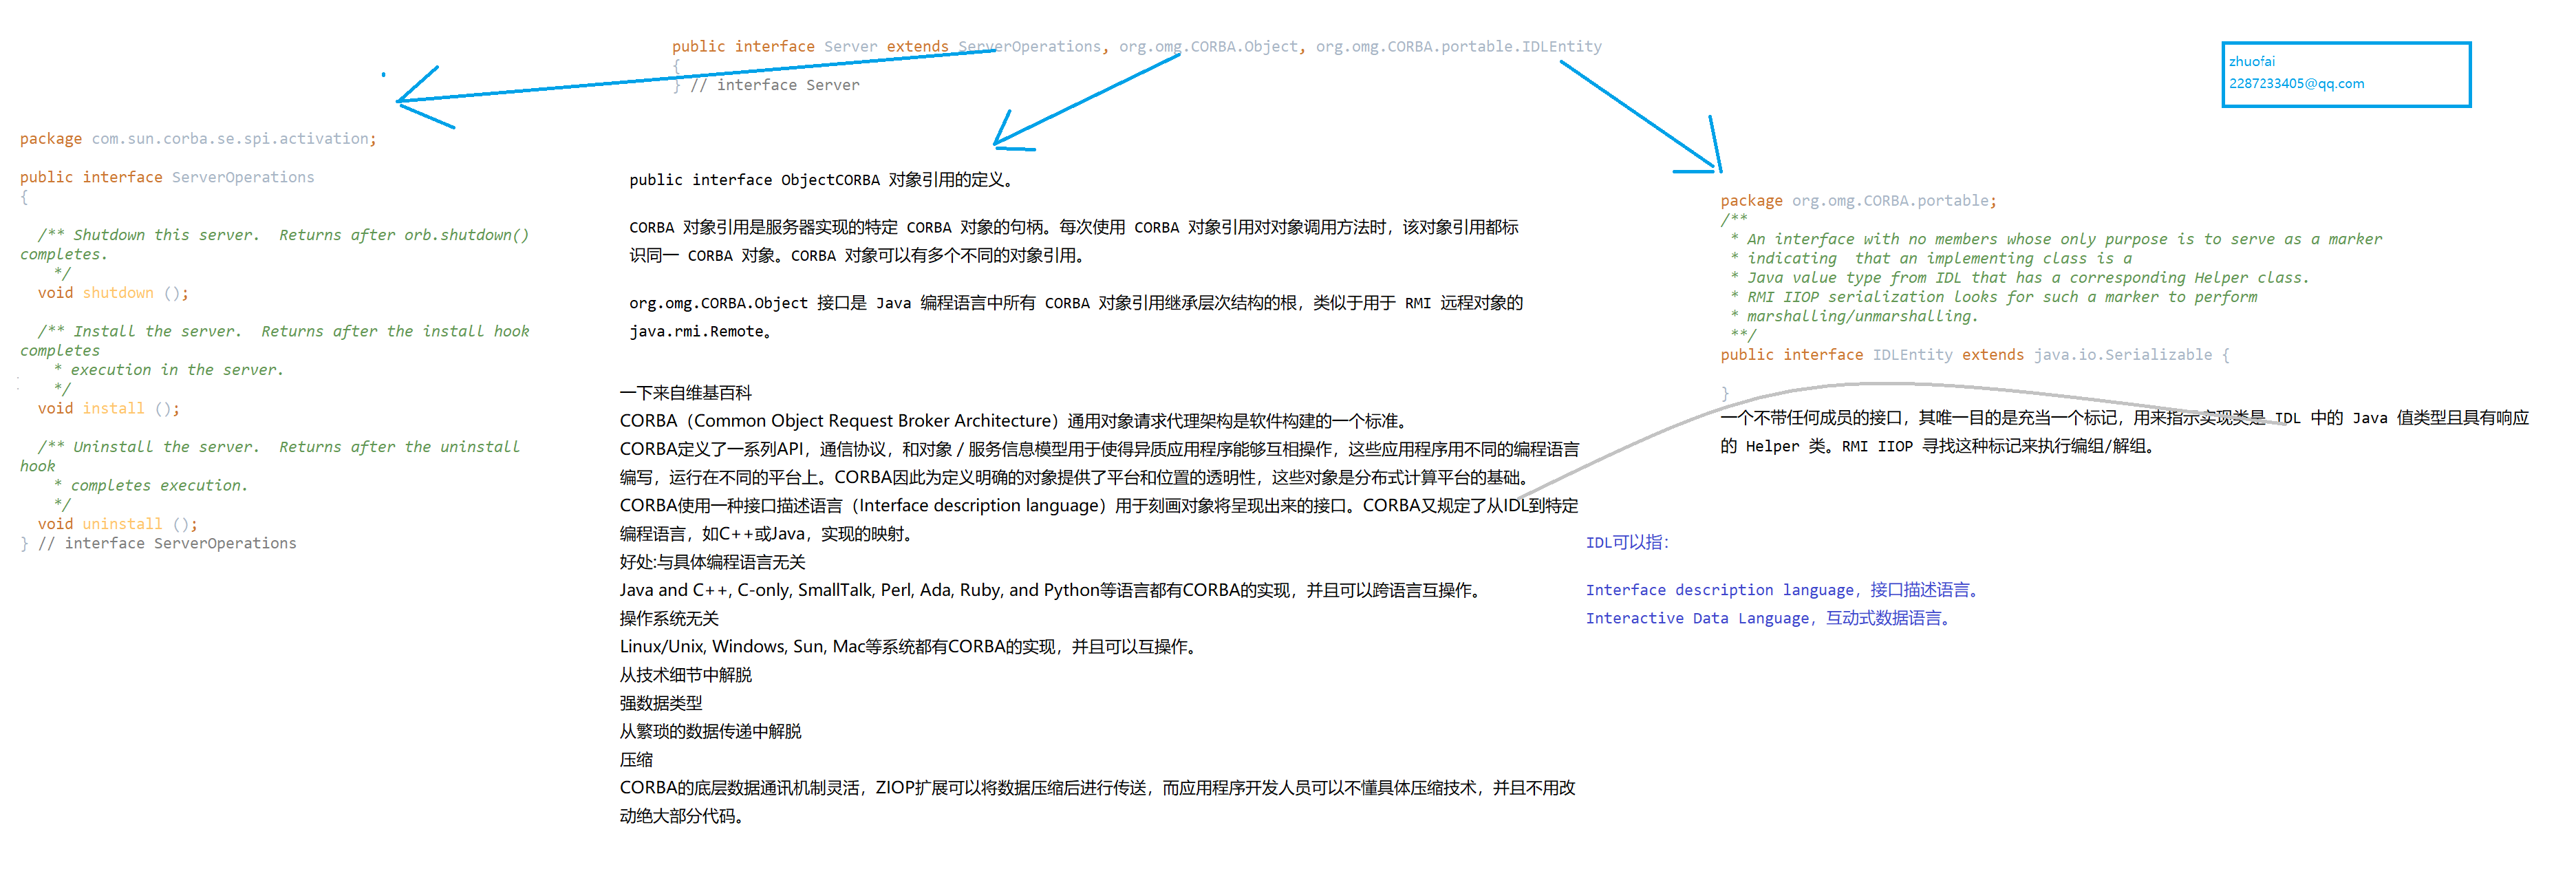 public interface Server extends ServerOperations, org.omg.CORBA.Object, org.omg.CORBA.portable.IDLEntity
{
} // interface Server
zhuofai
2287233405@qq.com
package com.sun.corba.se.spi.activation;
public interface ServerOperations
{
/** Shutdown this server.  Returns after orb.shutdown()
completes.
*/
void shutdown ();
/** Install the server.  Returns after the install hook
completes
* execution in the server.
*/
void install ();
/** Uninstall the server.  Returns after the uninstall
hook
* completes execution.
*/
void uninstall ();
} // interface ServerOperations
public interface ObjectCORBA 对象引用的定义。
CORBA 对象引用是服务器实现的特定 CORBA 对象的句柄。每次使用 CORBA 对象引用对对象调用方法时，该对象引用都标
识同一 CORBA 对象。CORBA 对象可以有多个不同的对象引用。
org.omg.CORBA.Object 接口是 Java 编程语言中所有 CORBA 对象引用继承层次结构的根，类似于用于 RMI 远程对象的
java.rmi.Remote。
一下来自维基百科
CORBA（Common Object Request Broker Architecture）通用对象请求代理架构是软件构建的一个标准。
CORBA定义了一系列API，通信协议，和对象 / 服务信息模型用于使得异质应用程序能够互相操作，这些应用程序用不同的编程语言
编写，运行在不同的平台上。CORBA因此为定义明确的对象提供了平台和位置的透明性，这些对象是分布式计算平台的基础。
CORBA使用一种接口描述语言（Interface description language）用于刻画对象将呈现出来的接口。CORBA又规定了从IDL到特定
编程语言，如C++或Java，实现的映射。
好处:与具体编程语言无关
Java and C++, C-only, SmallTalk, Perl, Ada, Ruby, and Python等语言都有CORBA的实现，并且可以跨语言互操作。
操作系统无关
Linux/Unix, Windows, Sun, Mac等系统都有CORBA的实现，并且可以互操作。
从技术细节中解脱
强数据类型
从繁琐的数据传递中解脱
压缩
CORBA的底层数据通讯机制灵活，ZIOP扩展可以将数据压缩后进行传送，而应用程序开发人员可以不懂具体压缩技术，并且不用改
动绝大部分代码。
package org.omg.CORBA.portable;
/**
* An interface with no members whose only purpose is to serve as a marker
* indicating  that an implementing class is a
* Java value type from IDL that has a corresponding Helper class.
* RMI IIOP serialization looks for such a marker to perform
* marshalling/unmarshalling.
**/
public interface IDLEntity extends java.io.Serializable {
}
一个不带任何成员的接口，其唯一目的是充当一个标记，用来指示实现类是 IDL 中的 Java 值类型且具有响应
的 Helper 类。RMI IIOP 寻找这种标记来执行编组/解组。
IDL可以指：
Interface description language，接口描述语言。
Interactive Data Language，互动式数据语言。